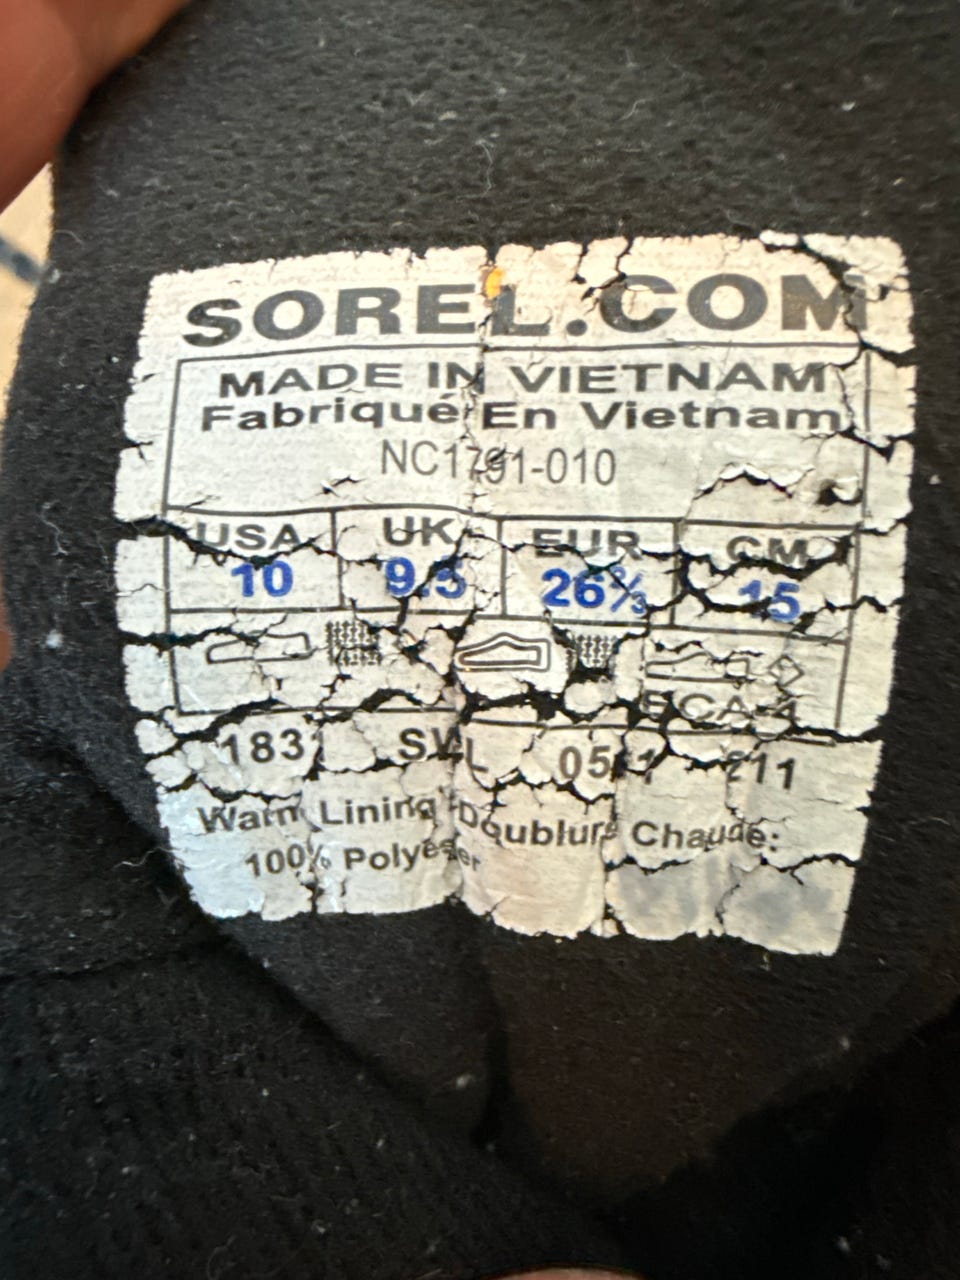 SOREL.COM
MADE IN VIETNAM
Fabriqué En Vietnam
NC1791-010
USA UK EUR CM
10 9.5 26⅔ 15
183 SVL 211
Warm Lining Doublure Chaude:
100% Polyester